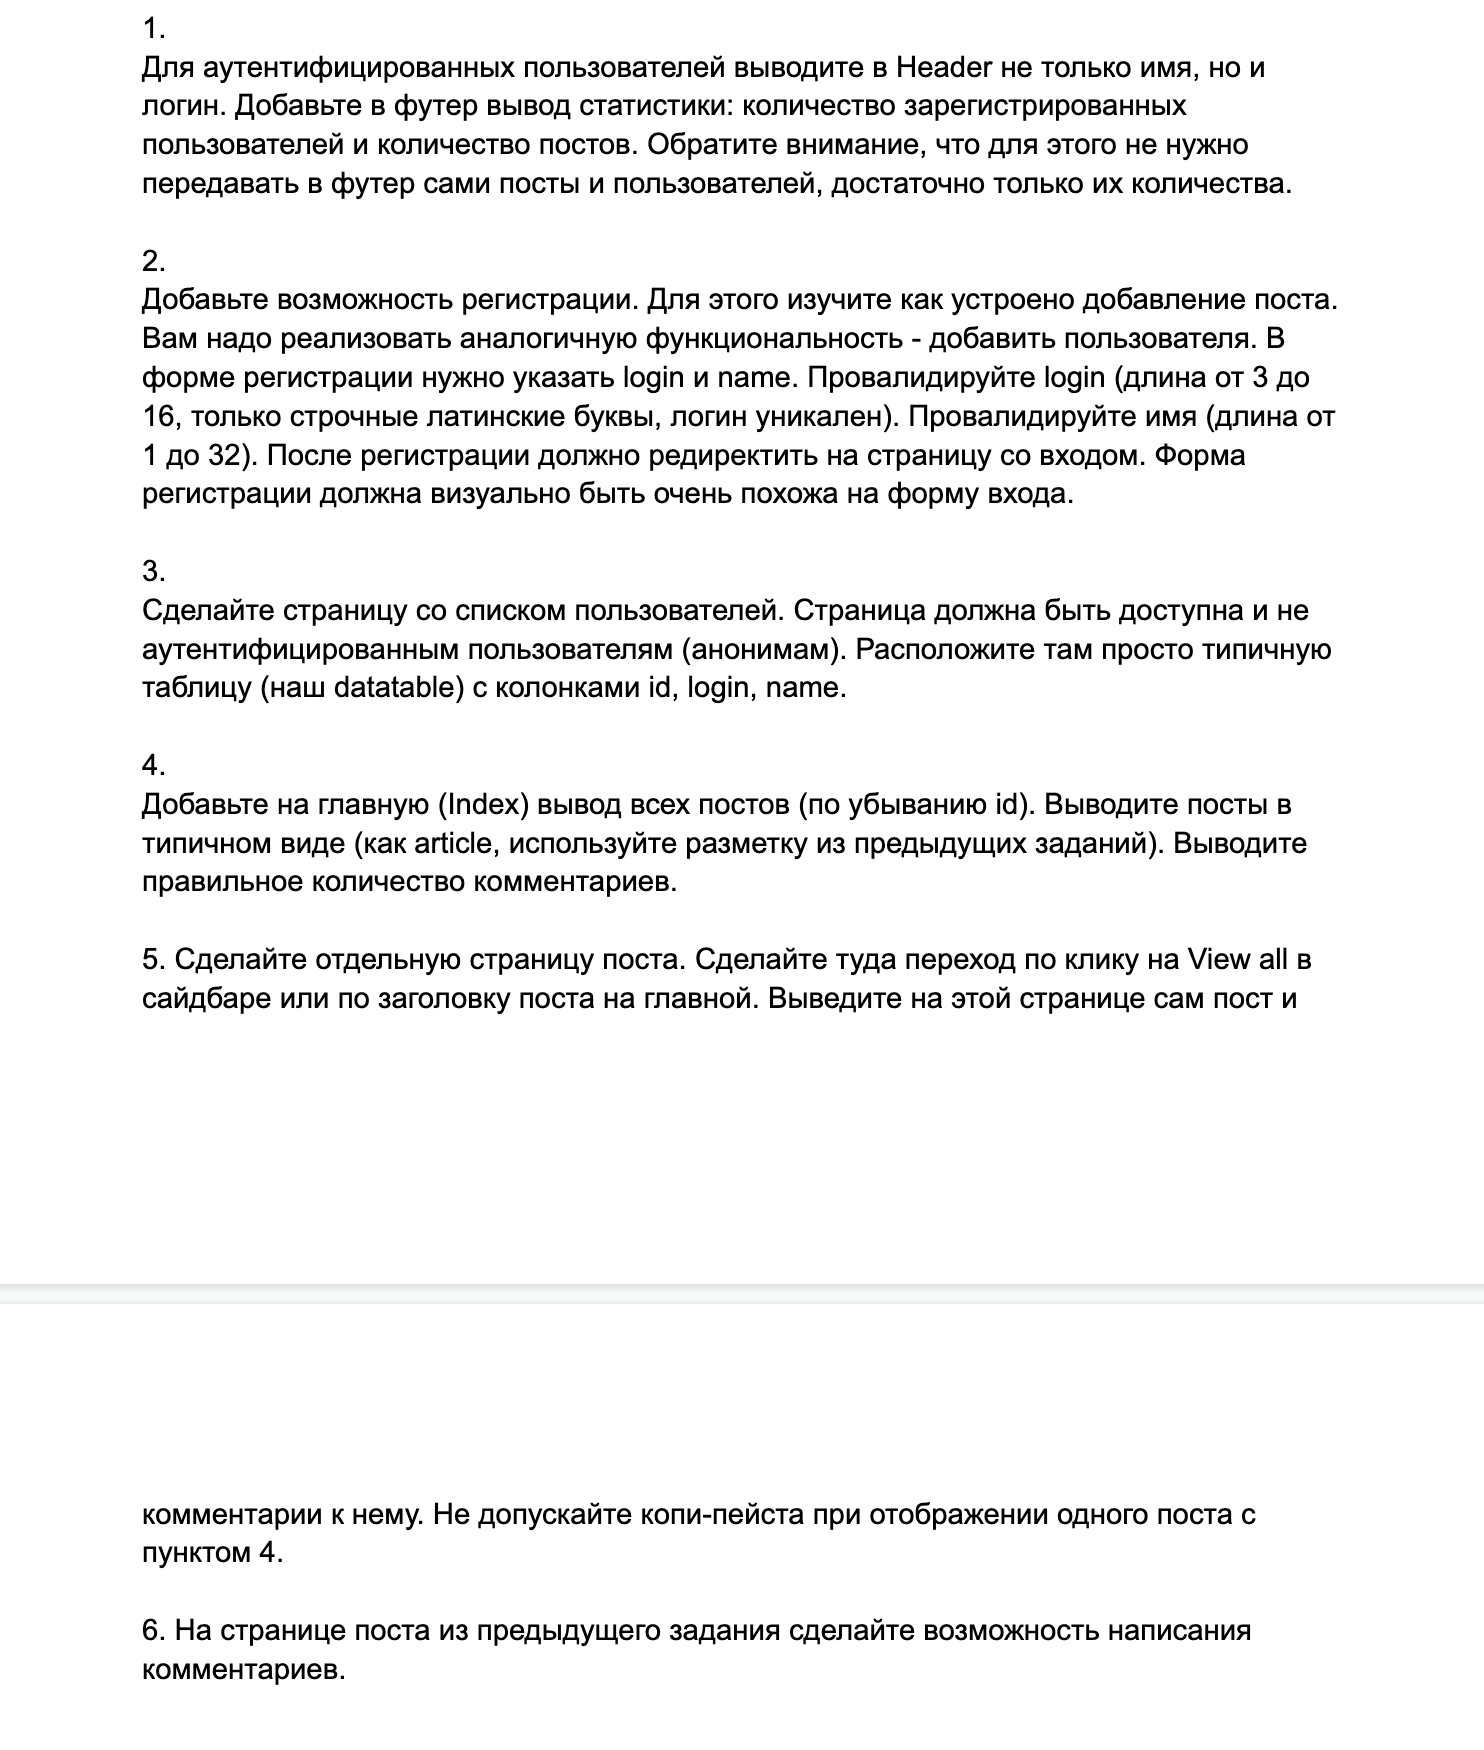 1.
Для аутентифицированных пользователей выводите в Header не только имя, но и
логин. Добавьте в футер вывод статистики: количество зарегистрированных
пользователей и количество постов. Обратите внимание, что для этого не нужно
передавать в футер сами посты и пользователей, достаточно только их количества.
2.
Добавьте возможность регистрации. Для этого изучите как устроено добавление поста.
Вам надо реализовать аналогичную функциональность - добавить пользователя. В
форме регистрации нужно указать login и name. Провалидируйте login (длина от 3 до
16, только строчные латинские буквы, логин уникален). Провалидируйте имя (длина от
1 до 32). После регистрации должно редиректить на страницу со входом. Форма
регистрации должна визуально быть очень похожа на форму входа.
3.
Сделайте страницу со списком пользователей. Страница должна быть доступна и не
аутентифицированным пользователям (анонимам). Расположите там просто типичную
таблицу (наш datatable) с колонками id, login, name.
4.
Добавьте на главную (Index) вывод всех постов (по убыванию id). Выводите посты в
типичном виде (как article, используйте разметку из предыдущих заданий). Выводите
правильное количество комментариев.
5. Сделайте отдельную страницу поста. Сделайте туда переход по клику на View all в
сайдбаре или по заголовку поста на главной. Выведите на этой странице сам пост и
комментарии к нему. Не допускайте копи-пейста при отображении одного поста с
пунктом 4.
6. На странице поста из предыдущего задания сделайте возможность написания
комментариев.